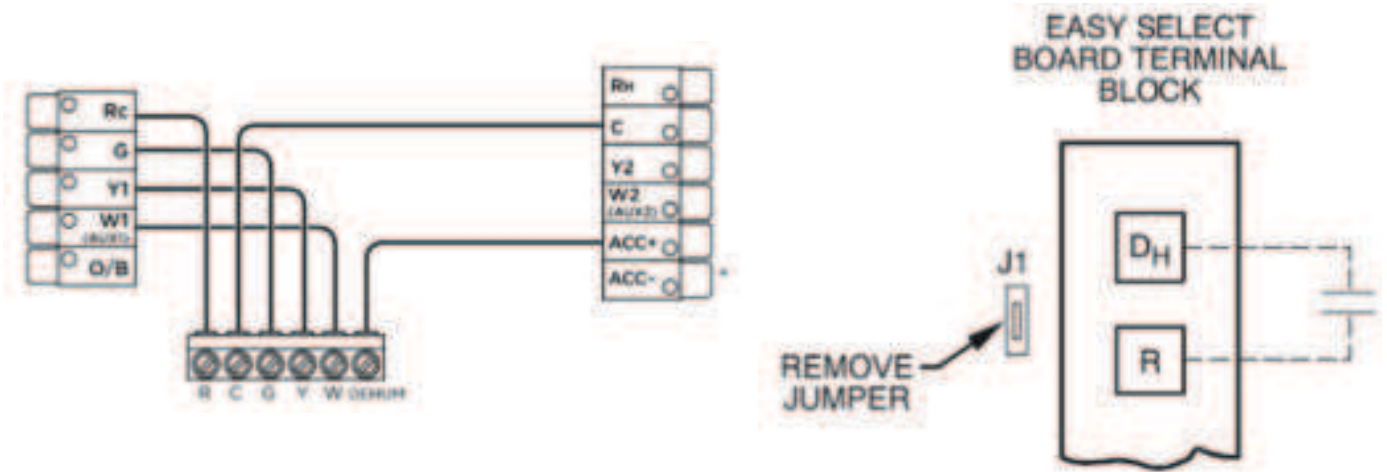 Rc
G
Y1
W1
(AUX1)
O/B
RH
C
Y2
W2
(AUX2)
ACC+
ACC-
*
R C G Y W DEHUM
EASY SELECT
BOARD TERMINAL
BLOCK
J1
DH
R
REMOVE
JUMPER